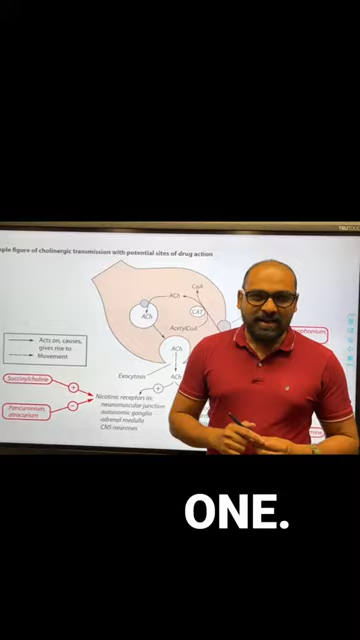 TRUTOUCH
ple figure of cholinergic transmission with potential sites of drug action
CoA
ACh
ACh
CAT
AcetylCoA
Acts on, causes,
gives rise to
Movement
ACh
Exocytosis
ACh
Succinylcholine
+
+
Pancuronium,
atracurium
−
Nicotinic receptors in:
neuromuscular junction
autonomic ganglia
adrenal medulla
CNS neurones
ONE.